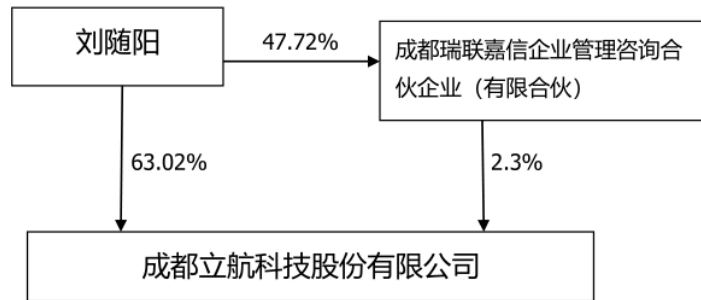 刘随阳
47.72%
成都瑞联嘉信企业管理咨询合
伙企业（有限合伙）
63.02%
2.3%
成都立航科技股份有限公司